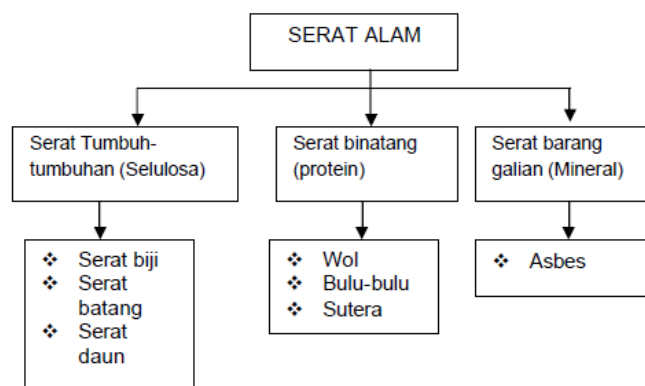 SERAT ALAM
Serat Tumbuh-
tumbuhan (Selulosa)
Serat binatang
(protein)
Serat barang
galian (Mineral)
❖ Serat biji
❖ Serat
batang
❖ Serat
daun
❖ Wol
❖ Bulu-bulu
❖ Sutera
❖ Asbes